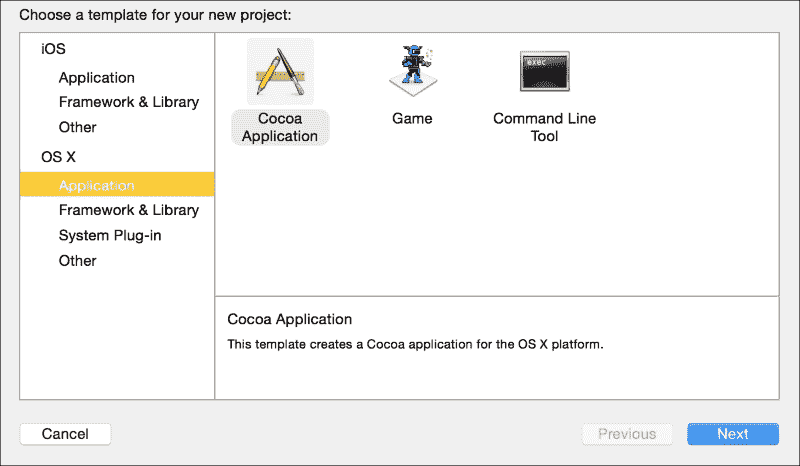 Choose a template for your new project:
iOS
Application
Framework & Library
Other
OS X
Application
Framework & Library
System Plug-in
Other
Cocoa
Application
Game
exec
Command Line
Tool
Cocoa Application
This template creates a Cocoa application for the OS X platform.
Cancel
Previous
Next